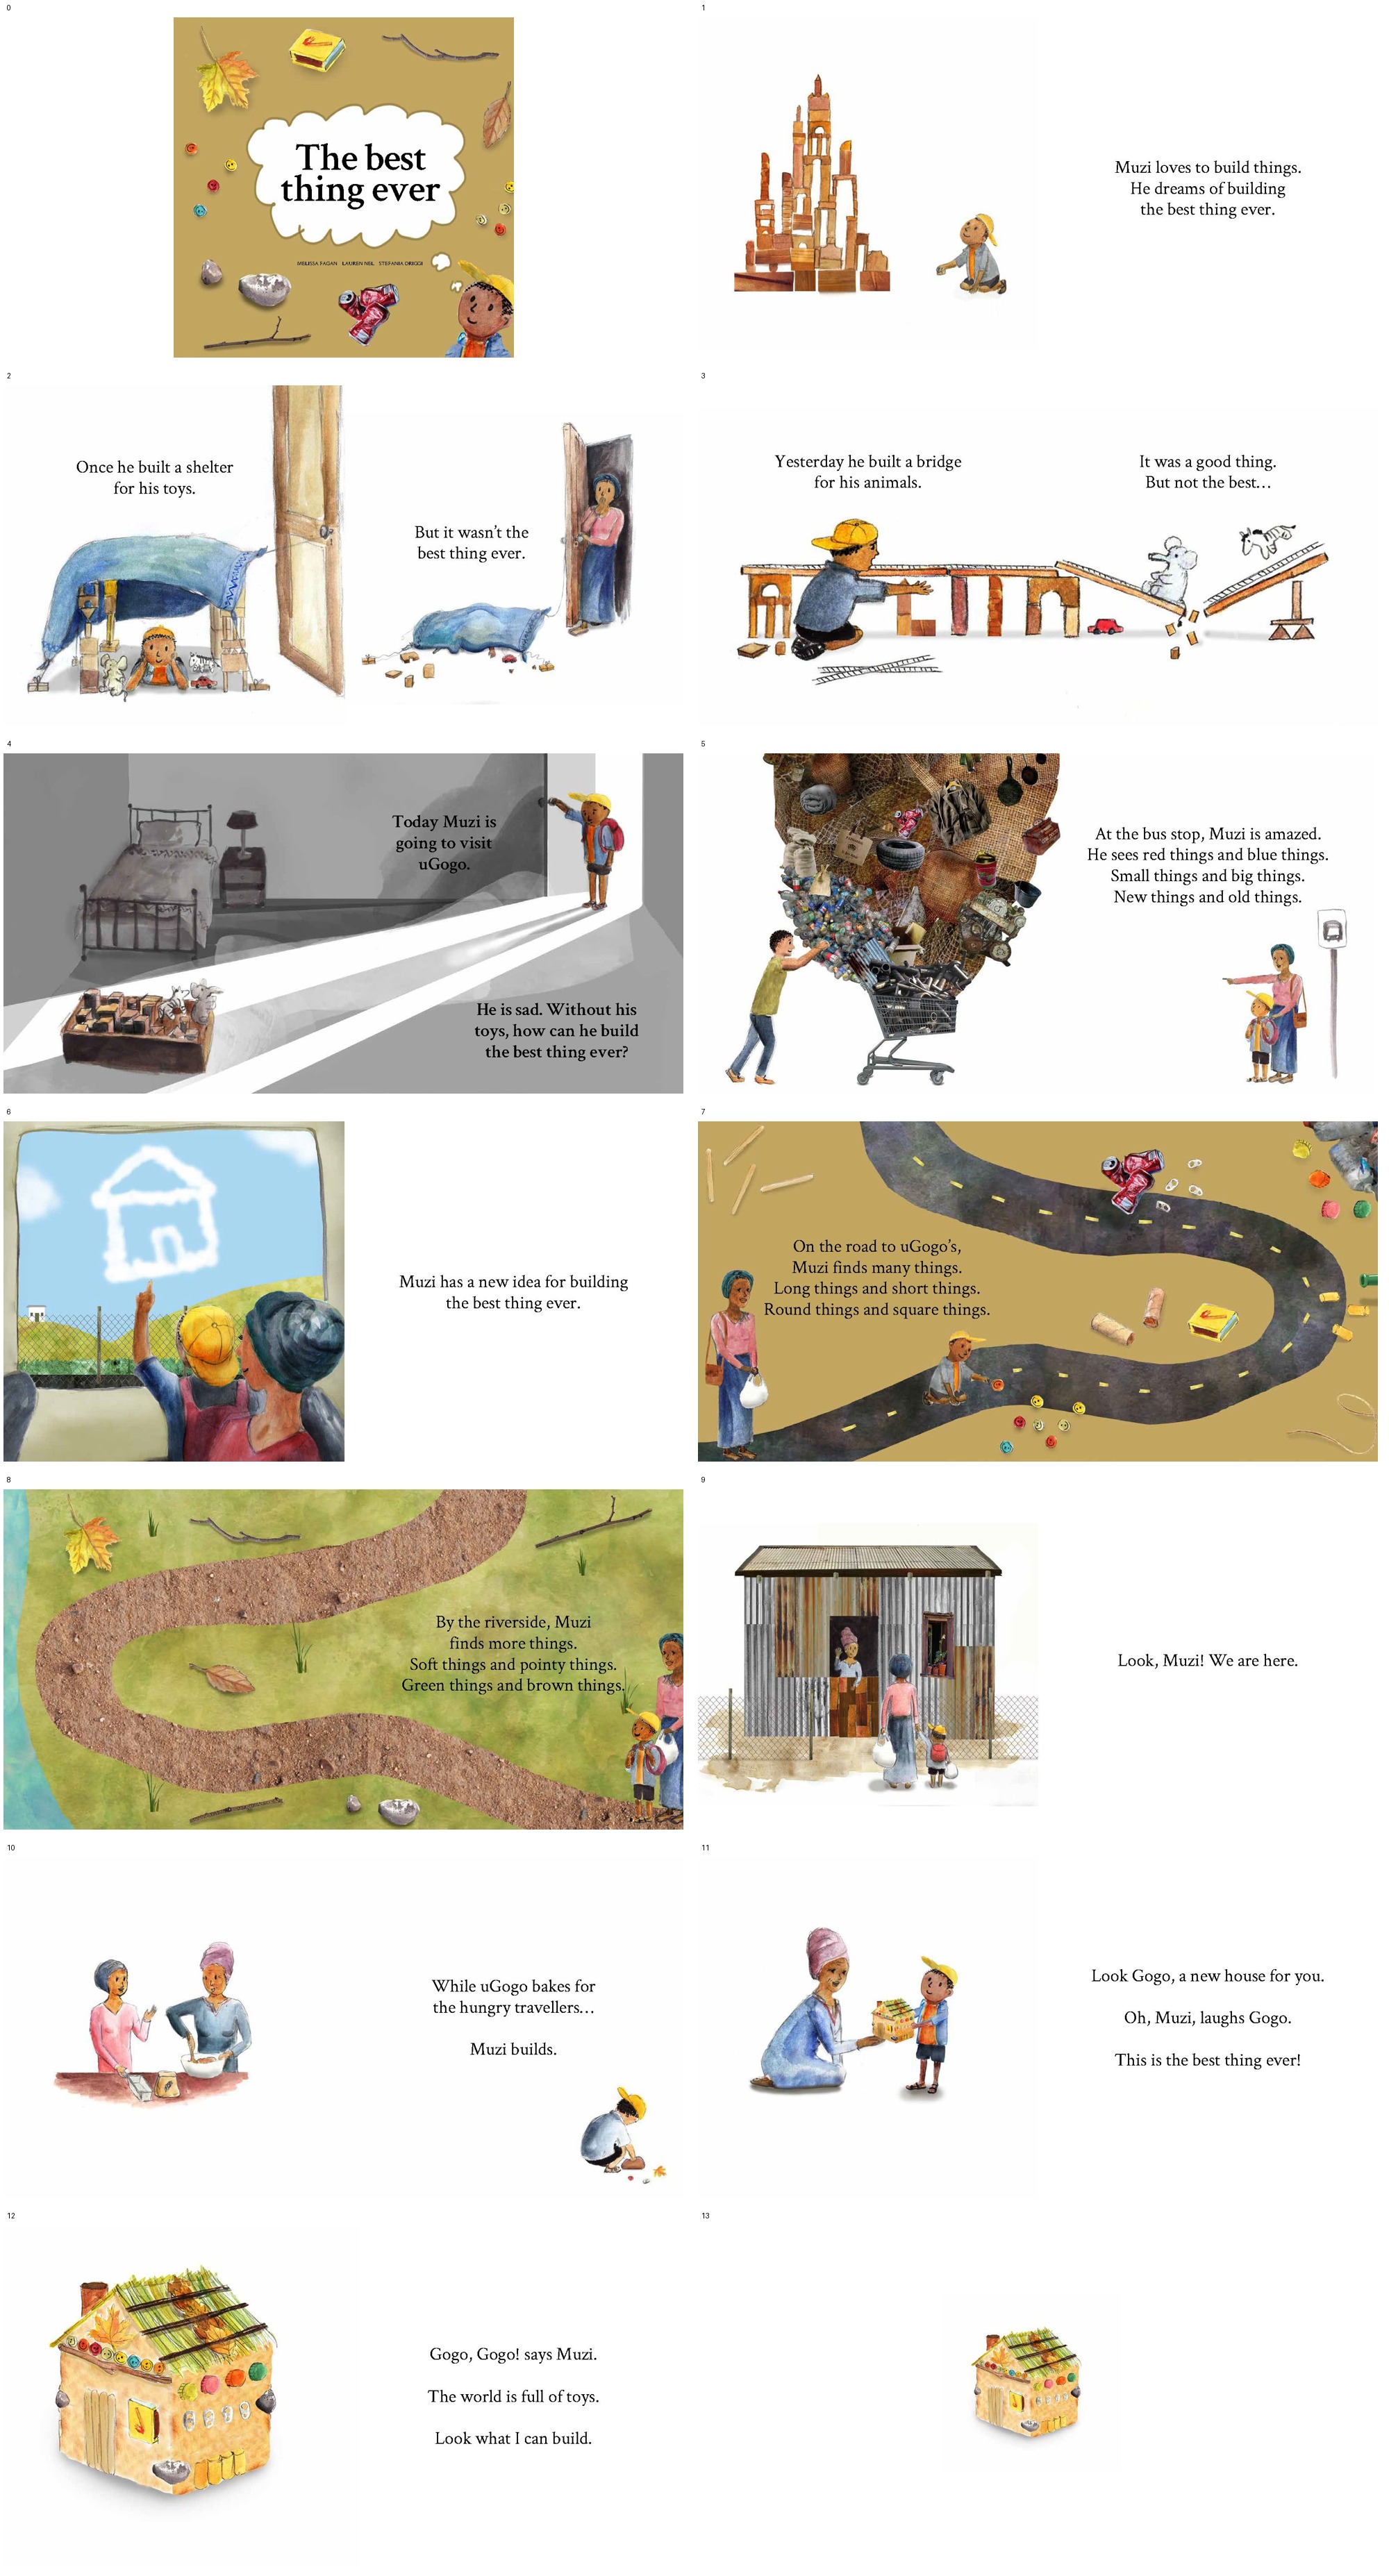 0
The best
thing ever
MELISSA FAGAN LAUREN NEL STEFANIA ORIGGI
1
Muzi loves to build things.
He dreams of building
the best thing ever.
2
Once he built a shelter
for his toys.
But it wasn’t the
best thing ever.
3
Yesterday he built a bridge
for his animals.
It was a good thing.
But not the best…
4
Today Muzi is
going to visit
uGogo.
He is sad. Without his
toys, how can he build
the best thing ever?
5
At the bus stop, Muzi is amazed.
He sees red things and blue things.
Small things and big things.
New things and old things.
6
Muzi has a new idea for building
the best thing ever.
7
On the road to uGogo’s,
Muzi finds many things.
Long things and short things.
Round things and square things.
8
By the riverside, Muzi
finds more things.
Soft things and pointy things.
Green things and brown things.
9
Look, Muzi! We are here.
10
While uGogo bakes for
the hungry travellers…
Muzi builds.
11
Look Gogo, a new house for you.
Oh, Muzi, laughs Gogo.
This is the best thing ever!
12
Gogo, Gogo! says Muzi.
The world is full of toys.
Look what I can build.
13